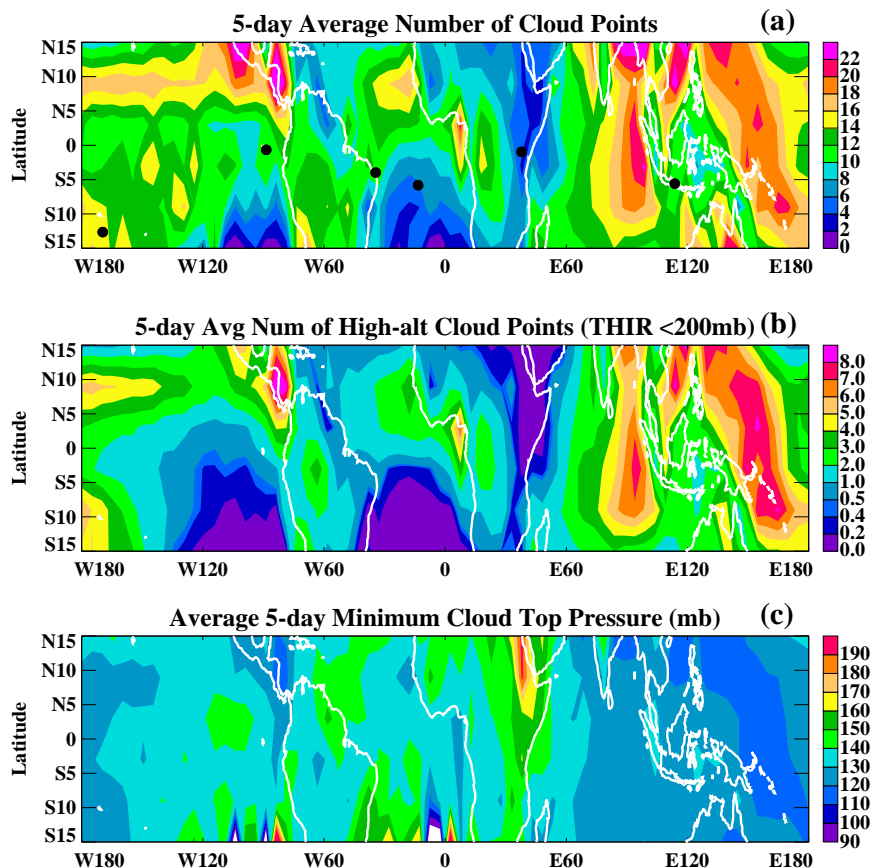 5-day Average Number of Cloud Points (a)
N15
N10
N5
0
S5
S10
S15
Latitude
W180 W120 W60 0 E60 E120 E180
22
20
18
16
14
12
10
8
6
4
2
0
5-day Avg Num of High-alt Cloud Points (THIR <200mb) (b)
N15
N10
N5
0
S5
S10
S15
Latitude
W180 W120 W60 0 E60 E120 E180
8.0
7.0
6.0
5.0
4.0
3.0
2.0
1.0
0.5
0.4
0.2
0.0
Average 5-day Minimum Cloud Top Pressure (mb) (c)
N15
N10
N5
0
S5
S10
S15
Latitude
W180 W120 W60 0 E60 E120 E180
190
180
170
160
150
140
130
120
110
100
90